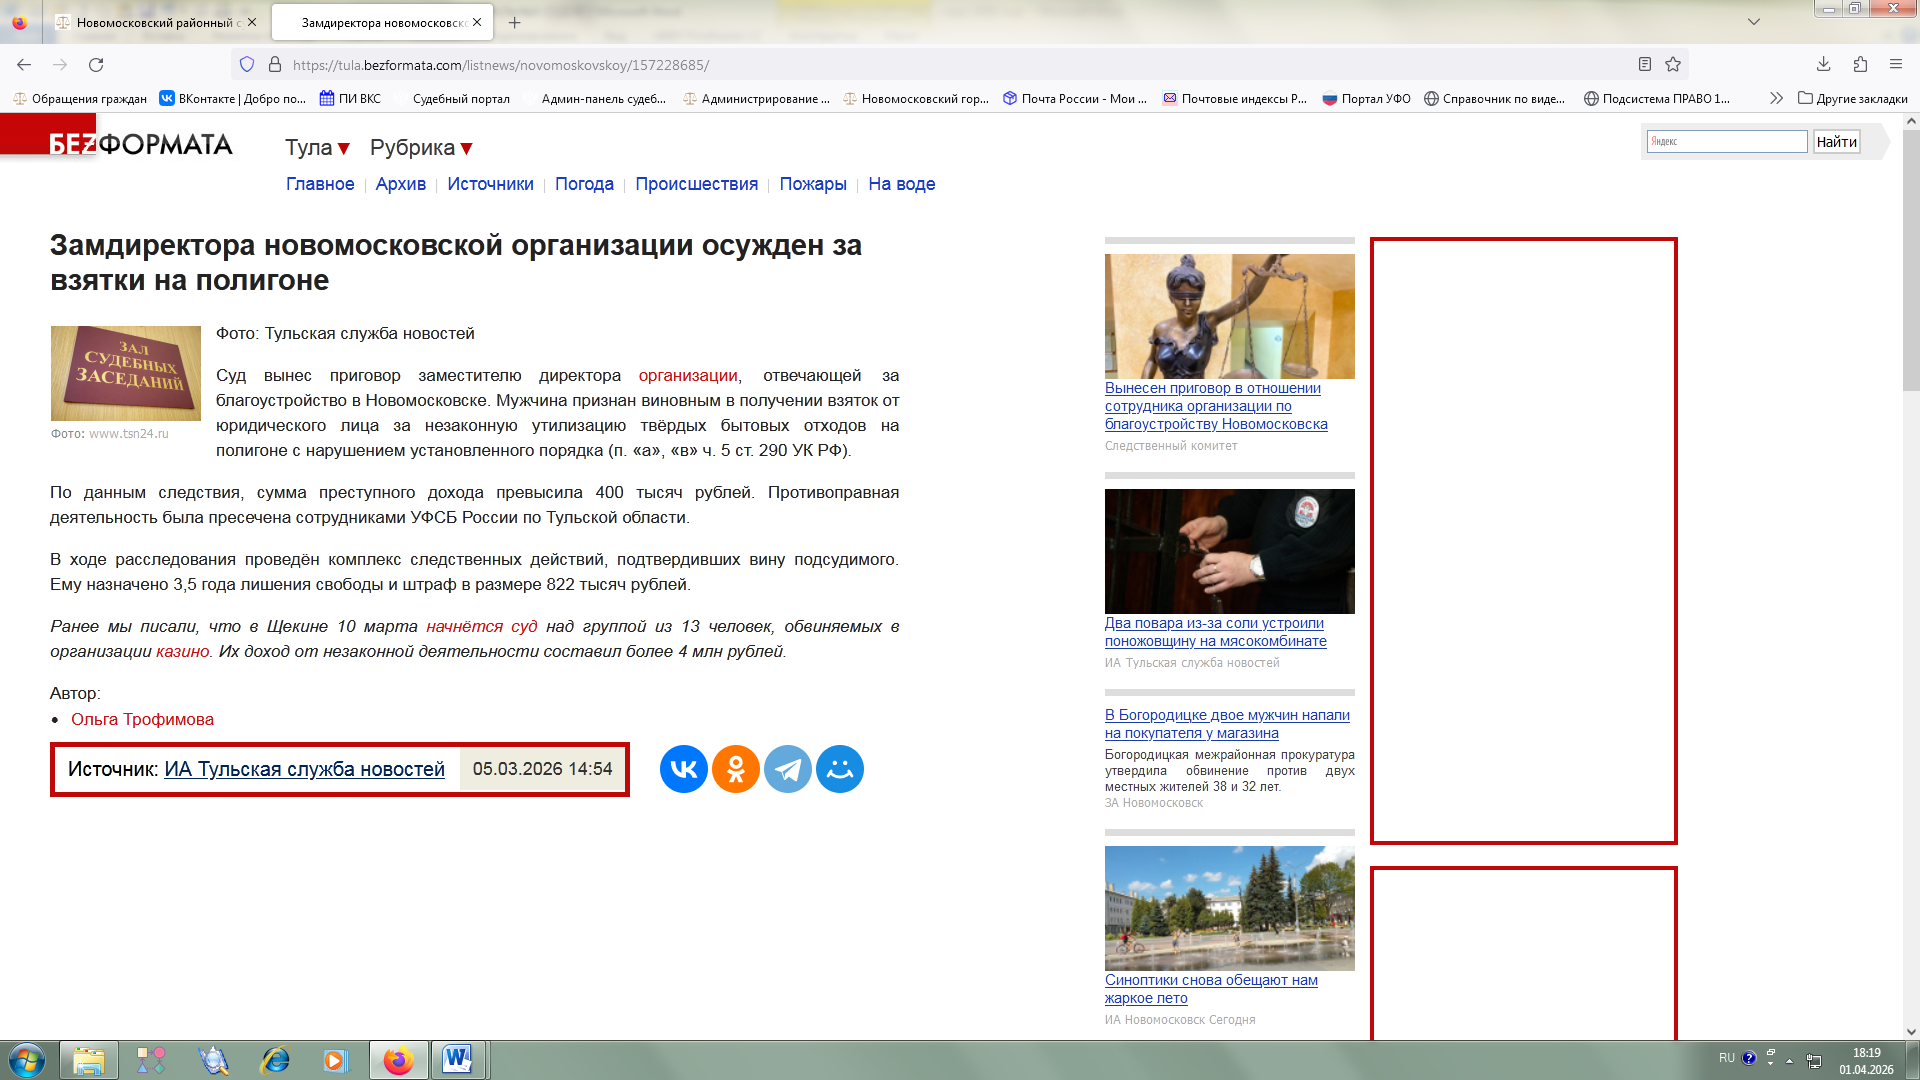 Новомосковский районный с
Замдиректора новомосковско
https://tula.bezformata.com/listnews/novomoskovskoy/157228685/
Обращения граждан
ВКонтакте | Добро по...
ПИ ВКС
Судебный портал
Админ-панель судеб...
Администрирование ...
Новомосковский гор...
Почта России - Мои ...
Почтовые индексы Р...
Портал УФО
Справочник по виде...
Подсистема ПРАВО 1...
Другие закладки
БЕZФОРМАТА
Тула▼ Рубрика▼
Яндекс
Найти
Главное | Архив | Источники | Погода | Происшествия | Пожары | На воде
Замдиректора новомосковской организации осужден за
взятки на полигоне
ЗАЛ
СУДЕБНЫХ
ЗАСЕДАНИЙ
Фото: www.tsn24.ru
Фото: Тульская служба новостей
Суд вынес приговор заместителю директора организации, отвечающей за
благоустройство в Новомосковске. Мужчина признан виновным в получении взяток от
юридического лица за незаконную утилизацию твёрдых бытовых отходов на
полигоне с нарушением установленного порядка (п. «а», «в» ч. 5 ст. 290 УК РФ).
По данным следствия, сумма преступного дохода превысила 400 тысяч рублей. Противоправная
деятельность была пресечена сотрудниками УФСБ России по Тульской области.
В ходе расследования проведён комплекс следственных действий, подтвердивших вину подсудимого.
Ему назначено 3,5 года лишения свободы и штраф в размере 822 тысяч рублей.
Ранее мы писали, что в Щекине 10 марта начнётся суд над группой из 13 человек, обвиняемых в
организации казино. Их доход от незаконной деятельности составил более 4 млн рублей.
Автор:
• Ольга Трофимова
Источник: ИА Тульская служба новостей
05.03.2026 14:54
Вынесен приговор в отношении
сотрудника организации по
благоустройству Новомосковска
Следственный комитет
Два повара из-за соли устроили
поножовщину на мясокомбинате
ИА Тульская служба новостей
В Богородицке двое мужчин напали
на покупателя у магазина
Богородицкая межрайонная прокуратура
утвердила обвинение против двух
местных жителей 38 и 32 лет.
ЗА Новомосковск
Синоптики снова обещают нам
жаркое лето
ИА Новомосковск Сегодня
RU
18:19
01.04.2026